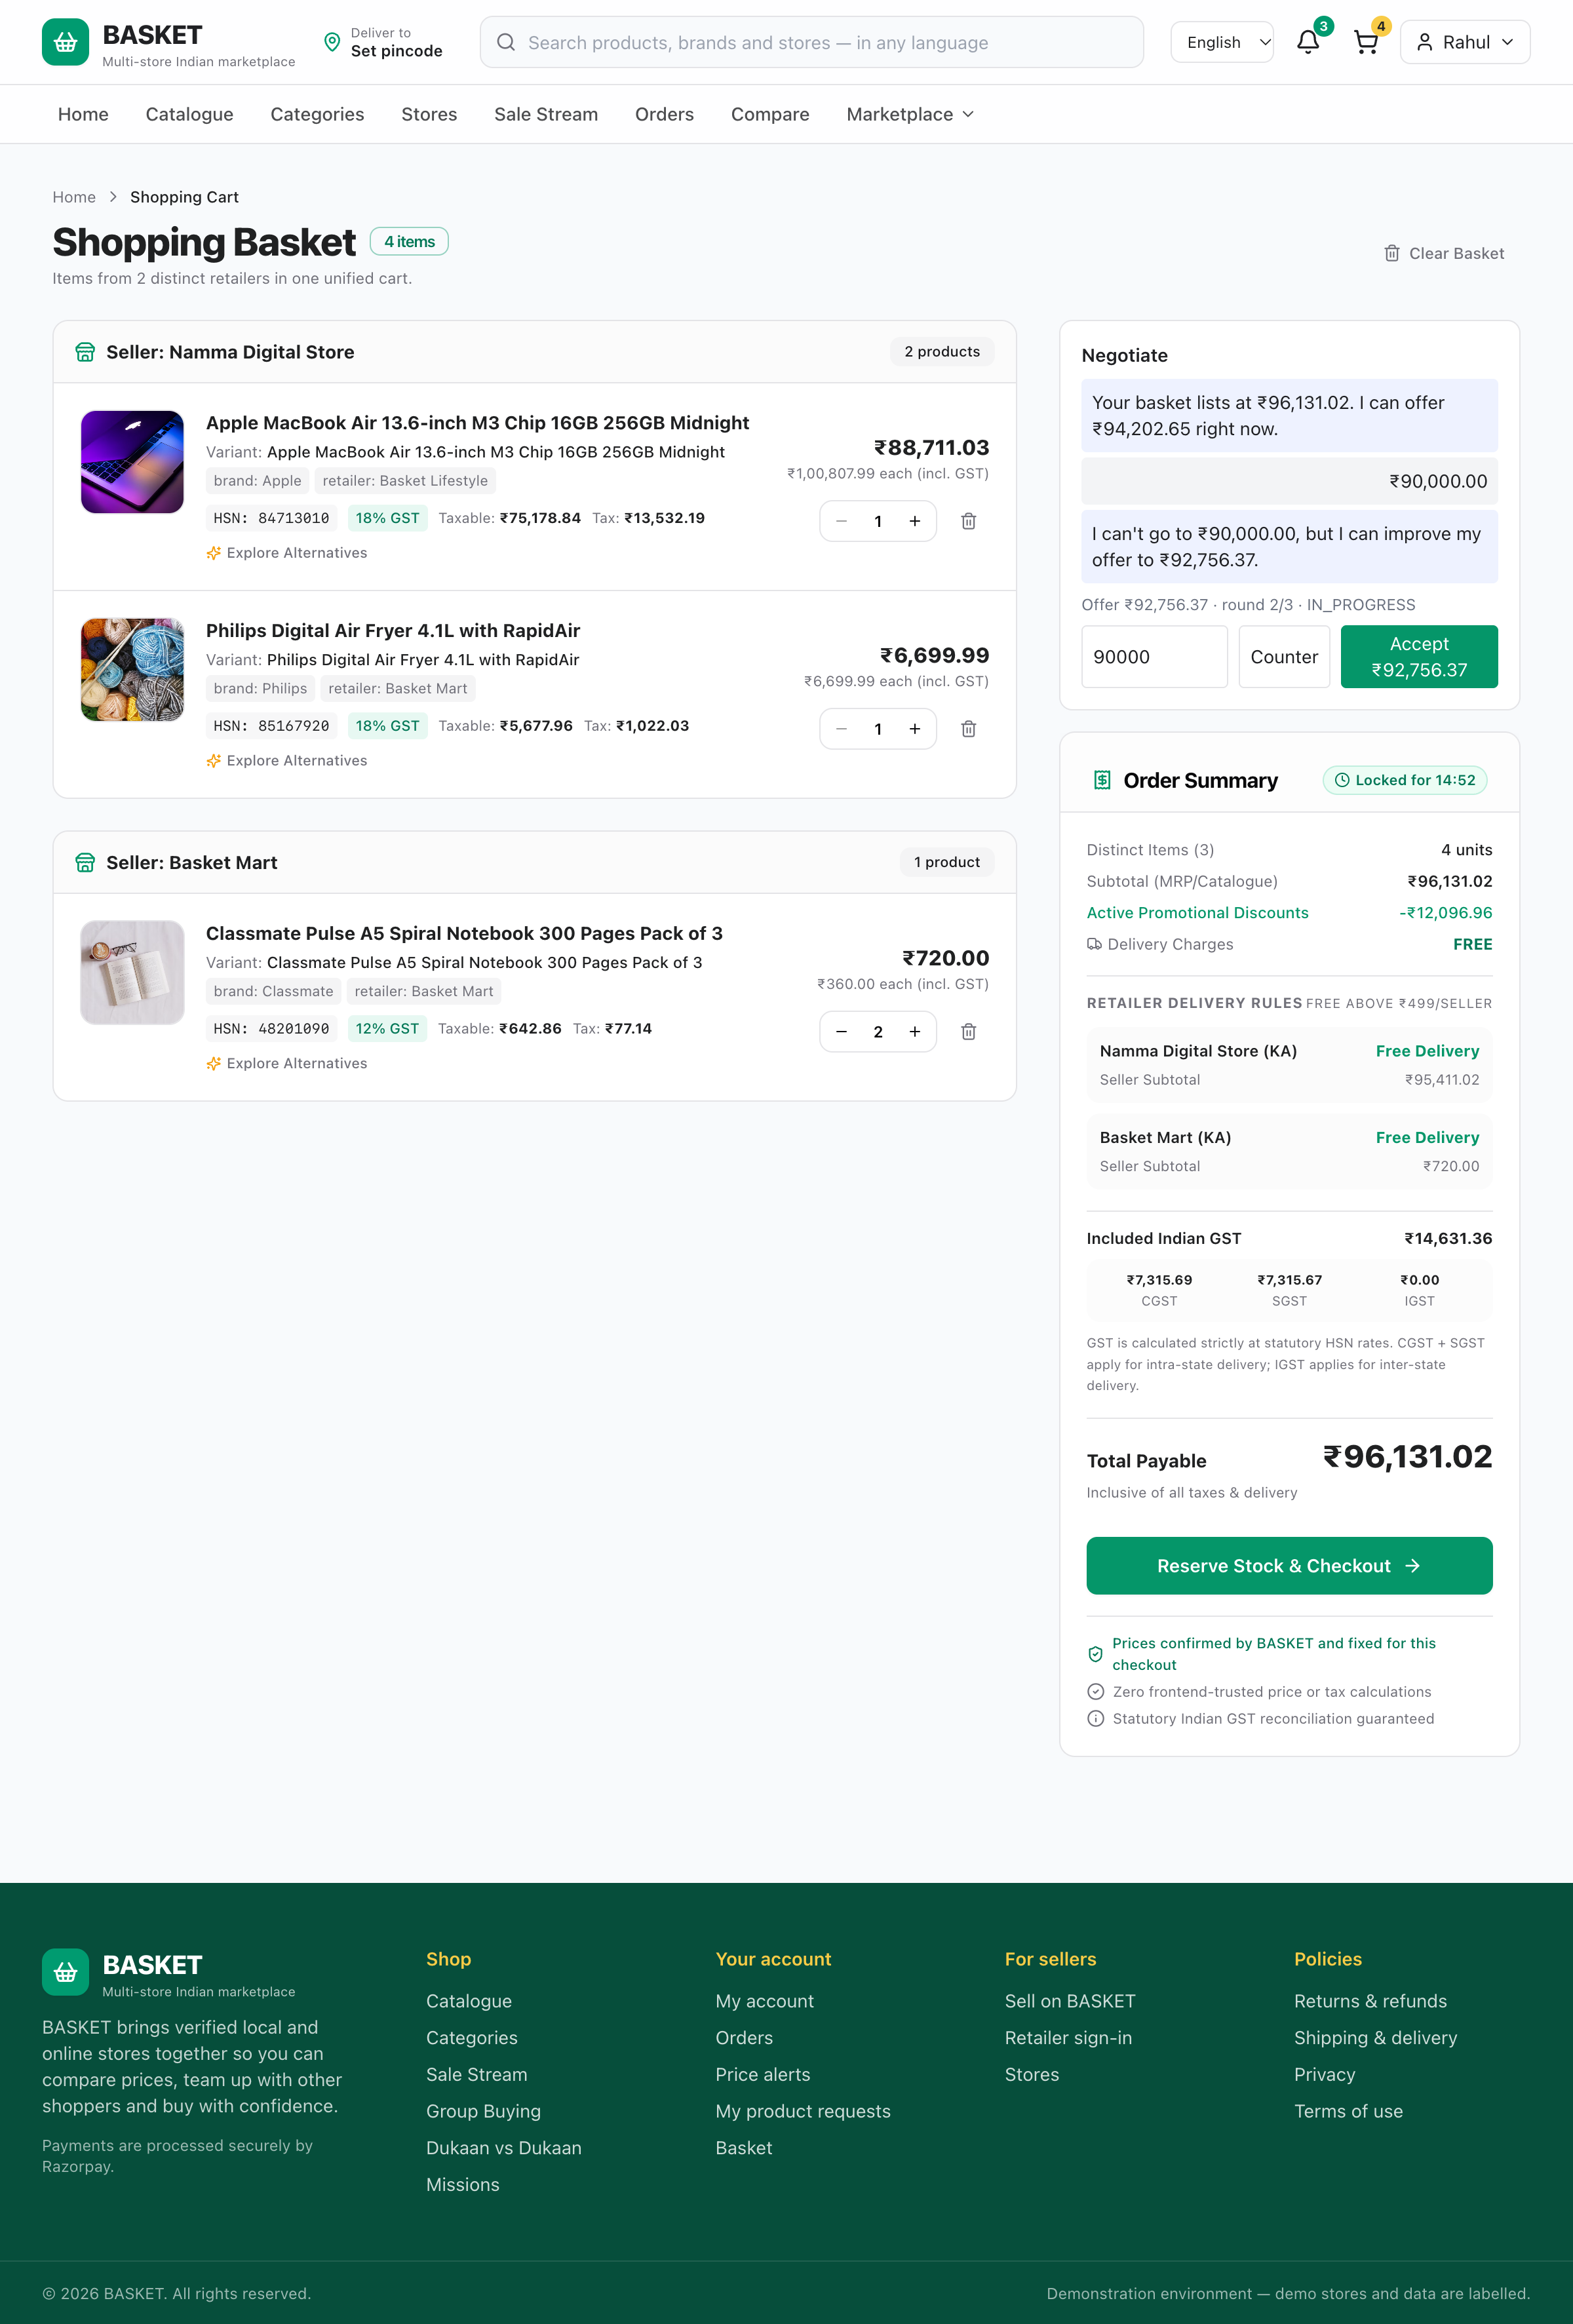 BASKET
Multi-store Indian marketplace
Deliver to
Set pincode
Search products, brands and stores — in any language
English
3
4
Rahul
Home
Catalogue
Categories
Stores
Sale Stream
Orders
Compare
Marketplace
Home > Shopping Cart
Shopping Basket
4 items
Items from 2 distinct retailers in one unified cart.
Clear Basket
Seller: Namma Digital Store
2 products
Apple MacBook Air 13.6-inch M3 Chip 16GB 256GB Midnight
Variant: Apple MacBook Air 13.6-inch M3 Chip 16GB 256GB Midnight
brand: Apple
retailer: Basket Lifestyle
HSN: 84713010
18% GST
Taxable: ₹75,178.84
Tax: ₹13,532.19
Explore Alternatives
₹88,711.03
₹1,00,807.99 each (incl. GST)
− 1 +
Philips Digital Air Fryer 4.1L with RapidAir
Variant: Philips Digital Air Fryer 4.1L with RapidAir
brand: Philips
retailer: Basket Mart
HSN: 85167920
18% GST
Taxable: ₹5,677.96
Tax: ₹1,022.03
Explore Alternatives
₹6,699.99
₹6,699.99 each (incl. GST)
− 1 +
Seller: Basket Mart
1 product
Classmate Pulse A5 Spiral Notebook 300 Pages Pack of 3
Variant: Classmate Pulse A5 Spiral Notebook 300 Pages Pack of 3
brand: Classmate
retailer: Basket Mart
HSN: 48201090
12% GST
Taxable: ₹642.86
Tax: ₹77.14
Explore Alternatives
₹720.00
₹360.00 each (incl. GST)
− 2 +
Negotiate
Your basket lists at ₹96,131.02. I can offer
₹94,202.65 right now.
₹90,000.00
I can't go to ₹90,000.00, but I can improve my
offer to ₹92,756.37.
Offer ₹92,756.37 · round 2/3 · IN_PROGRESS
90000
Counter
Accept
₹92,756.37
Order Summary
Locked for 14:52
Distinct Items (3)
4 units
Subtotal (MRP/Catalogue)
₹96,131.02
Active Promotional Discounts
-₹12,096.96
Delivery Charges
FREE
RETAILER DELIVERY RULES
FREE ABOVE ₹499/SELLER
Namma Digital Store (KA)
Free Delivery
Seller Subtotal
₹95,411.02
Basket Mart (KA)
Free Delivery
Seller Subtotal
₹720.00
Included Indian GST
₹14,631.36
₹7,315.69
CGST
₹7,315.67
SGST
₹0.00
IGST
GST is calculated strictly at statutory HSN rates. CGST + SGST
apply for intra-state delivery; IGST applies for inter-state
delivery.
Total Payable
₹96,131.02
Inclusive of all taxes & delivery
Reserve Stock & Checkout →
Prices confirmed by BASKET and fixed for this
checkout
Zero frontend-trusted price or tax calculations
Statutory Indian GST reconciliation guaranteed
BASKET
Multi-store Indian marketplace
BASKET brings verified local and
online stores together so you can
compare prices, team up with other
shoppers and buy with confidence.
Payments are processed securely by
Razorpay.
Shop
Catalogue
Categories
Sale Stream
Group Buying
Dukaan vs Dukaan
Missions
Your account
My account
Orders
Price alerts
My product requests
Basket
For sellers
Sell on BASKET
Retailer sign-in
Stores
Policies
Returns & refunds
Shipping & delivery
Privacy
Terms of use
© 2026 BASKET. All rights reserved.
Demonstration environment — demo stores and data are labelled.